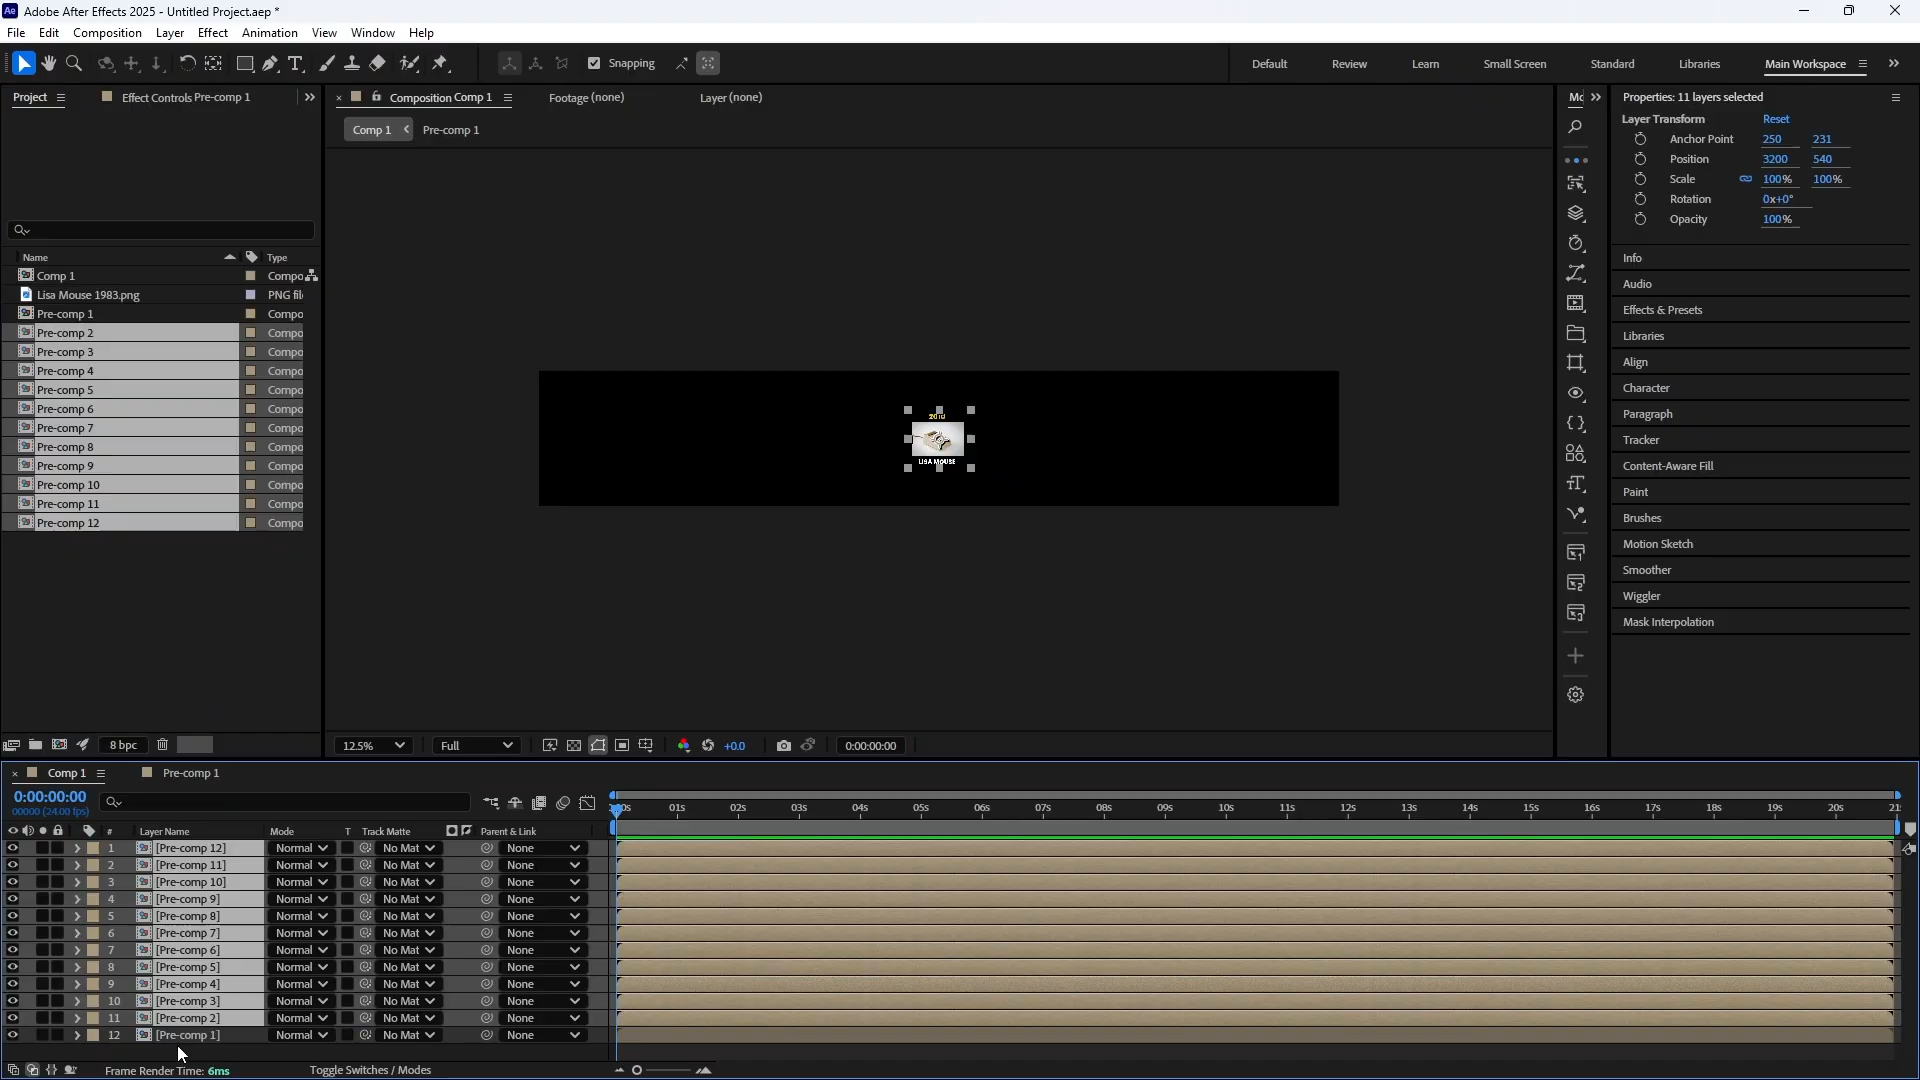 Ae Adobe After Effects 2025 - Untitled Project.aep *
File Edit Composition Layer Effect Animation View Window Help
Snapping Default Review Learn Small Screen Standard Libraries Main Workspace
Project Effect Controls Pre-comp 1
Composition Comp 1 Footage (none) Layer (none)
Comp 1 Pre-comp 1
Name Type
Comp 1 Compo
Lisa Mouse 1983.png PNG fil
Pre-comp 1 Compo
Pre-comp 2 Compo
Pre-comp 3 Compo
Pre-comp 4 Compo
Pre-comp 5 Compo
Pre-comp 6 Compo
Pre-comp 7 Compo
Pre-comp 8 Compo
Pre-comp 9 Compo
Pre-comp 10 Compo
Pre-comp 11 Compo
Pre-comp 12 Compo
8 bpc
LISA MOUSE
12.5% Full +0.0 0:00:00:00
Mc
Properties: 11 layers selected
Layer Transform Reset
Anchor Point 250 231
Position 3200 540
Scale 100% 100%
Rotation 0x+0°
Opacity 100%
Info
Audio
Effects & Presets
Libraries
Align
Character
Paragraph
Tracker
Content-Aware Fill
Paint
Brushes
Motion Sketch
Smoother
Wiggler
Mask Interpolation
Comp 1 Pre-comp 1
0:00:00:00
00000 (24.00 fps)
00s 01s 02s 03s 04s 05s 06s 07s 08s 09s 10s 11s 12s 13s 14s 15s 16s 17s 18s 19s 20s 21s
# Layer Name Mode T Track Matte Parent & Link
1 [Pre-comp 12] Normal No Mat None
2 [Pre-comp 11] Normal No Mat None
3 [Pre-comp 10] Normal No Mat None
4 [Pre-comp 9] Normal No Mat None
5 [Pre-comp 8] Normal No Mat None
6 [Pre-comp 7] Normal No Mat None
7 [Pre-comp 6] Normal No Mat None
8 [Pre-comp 5] Normal No Mat None
9 [Pre-comp 4] Normal No Mat None
10 [Pre-comp 3] Normal No Mat None
11 [Pre-comp 2] Normal No Mat None
12 [Pre-comp 1] Normal No Mat None
Frame Render Time: 6ms Toggle Switches / Modes